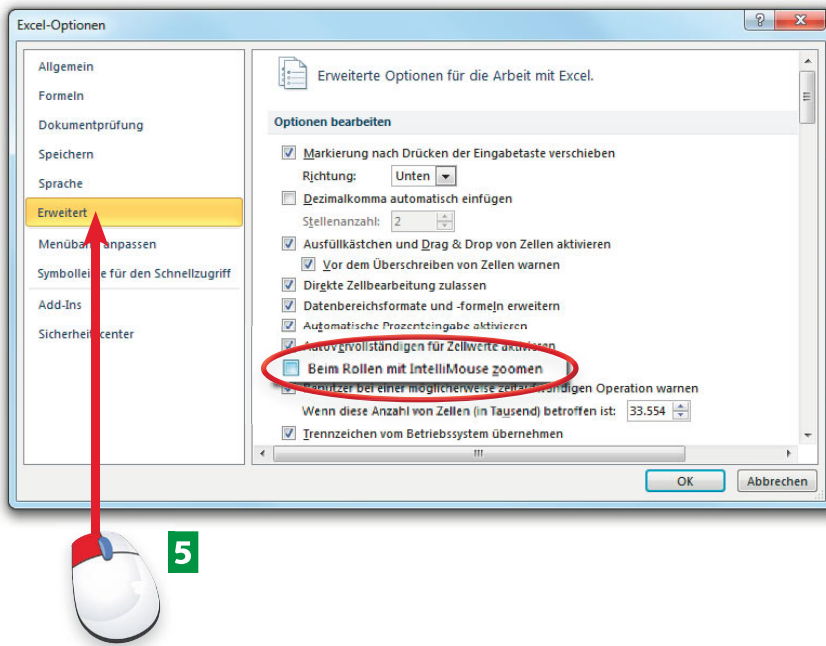 Excel-Optionen
Allgemein
Formeln
Dokumentprüfung
Speichern
Sprache
Erweitert
Menüband anpassen
Symbolleiste für den Schnellzugriff
Add-Ins
Sicherheitscenter
Erweiterte Optionen für die Arbeit mit Excel.
Optionen bearbeiten
Markierung nach Drücken der Eingabetaste verschieben
Richtung: Unten
Dezimalkomma automatisch einfügen
Stellenanzahl: 2
Ausfüllkästchen und Drag & Drop von Zellen aktivieren
Vor dem Überschreiben von Zellen warnen
Direkte Zellbearbeitung zulassen
Datenbereichsformate und -formeln erweitern
Automatische Prozenteingabe aktivieren
AutoVervollständigen für Zellwerte aktivieren
Beim Rollen mit IntelliMouse zoomen
Benutzer bei einer möglicherweise zeitaufwändigen Operation warnen
Wenn diese Anzahl von Zellen (in Tausend) betroffen ist: 33.554
Trennzeichen vom Betriebssystem übernehmen
OK Abbrechen
5